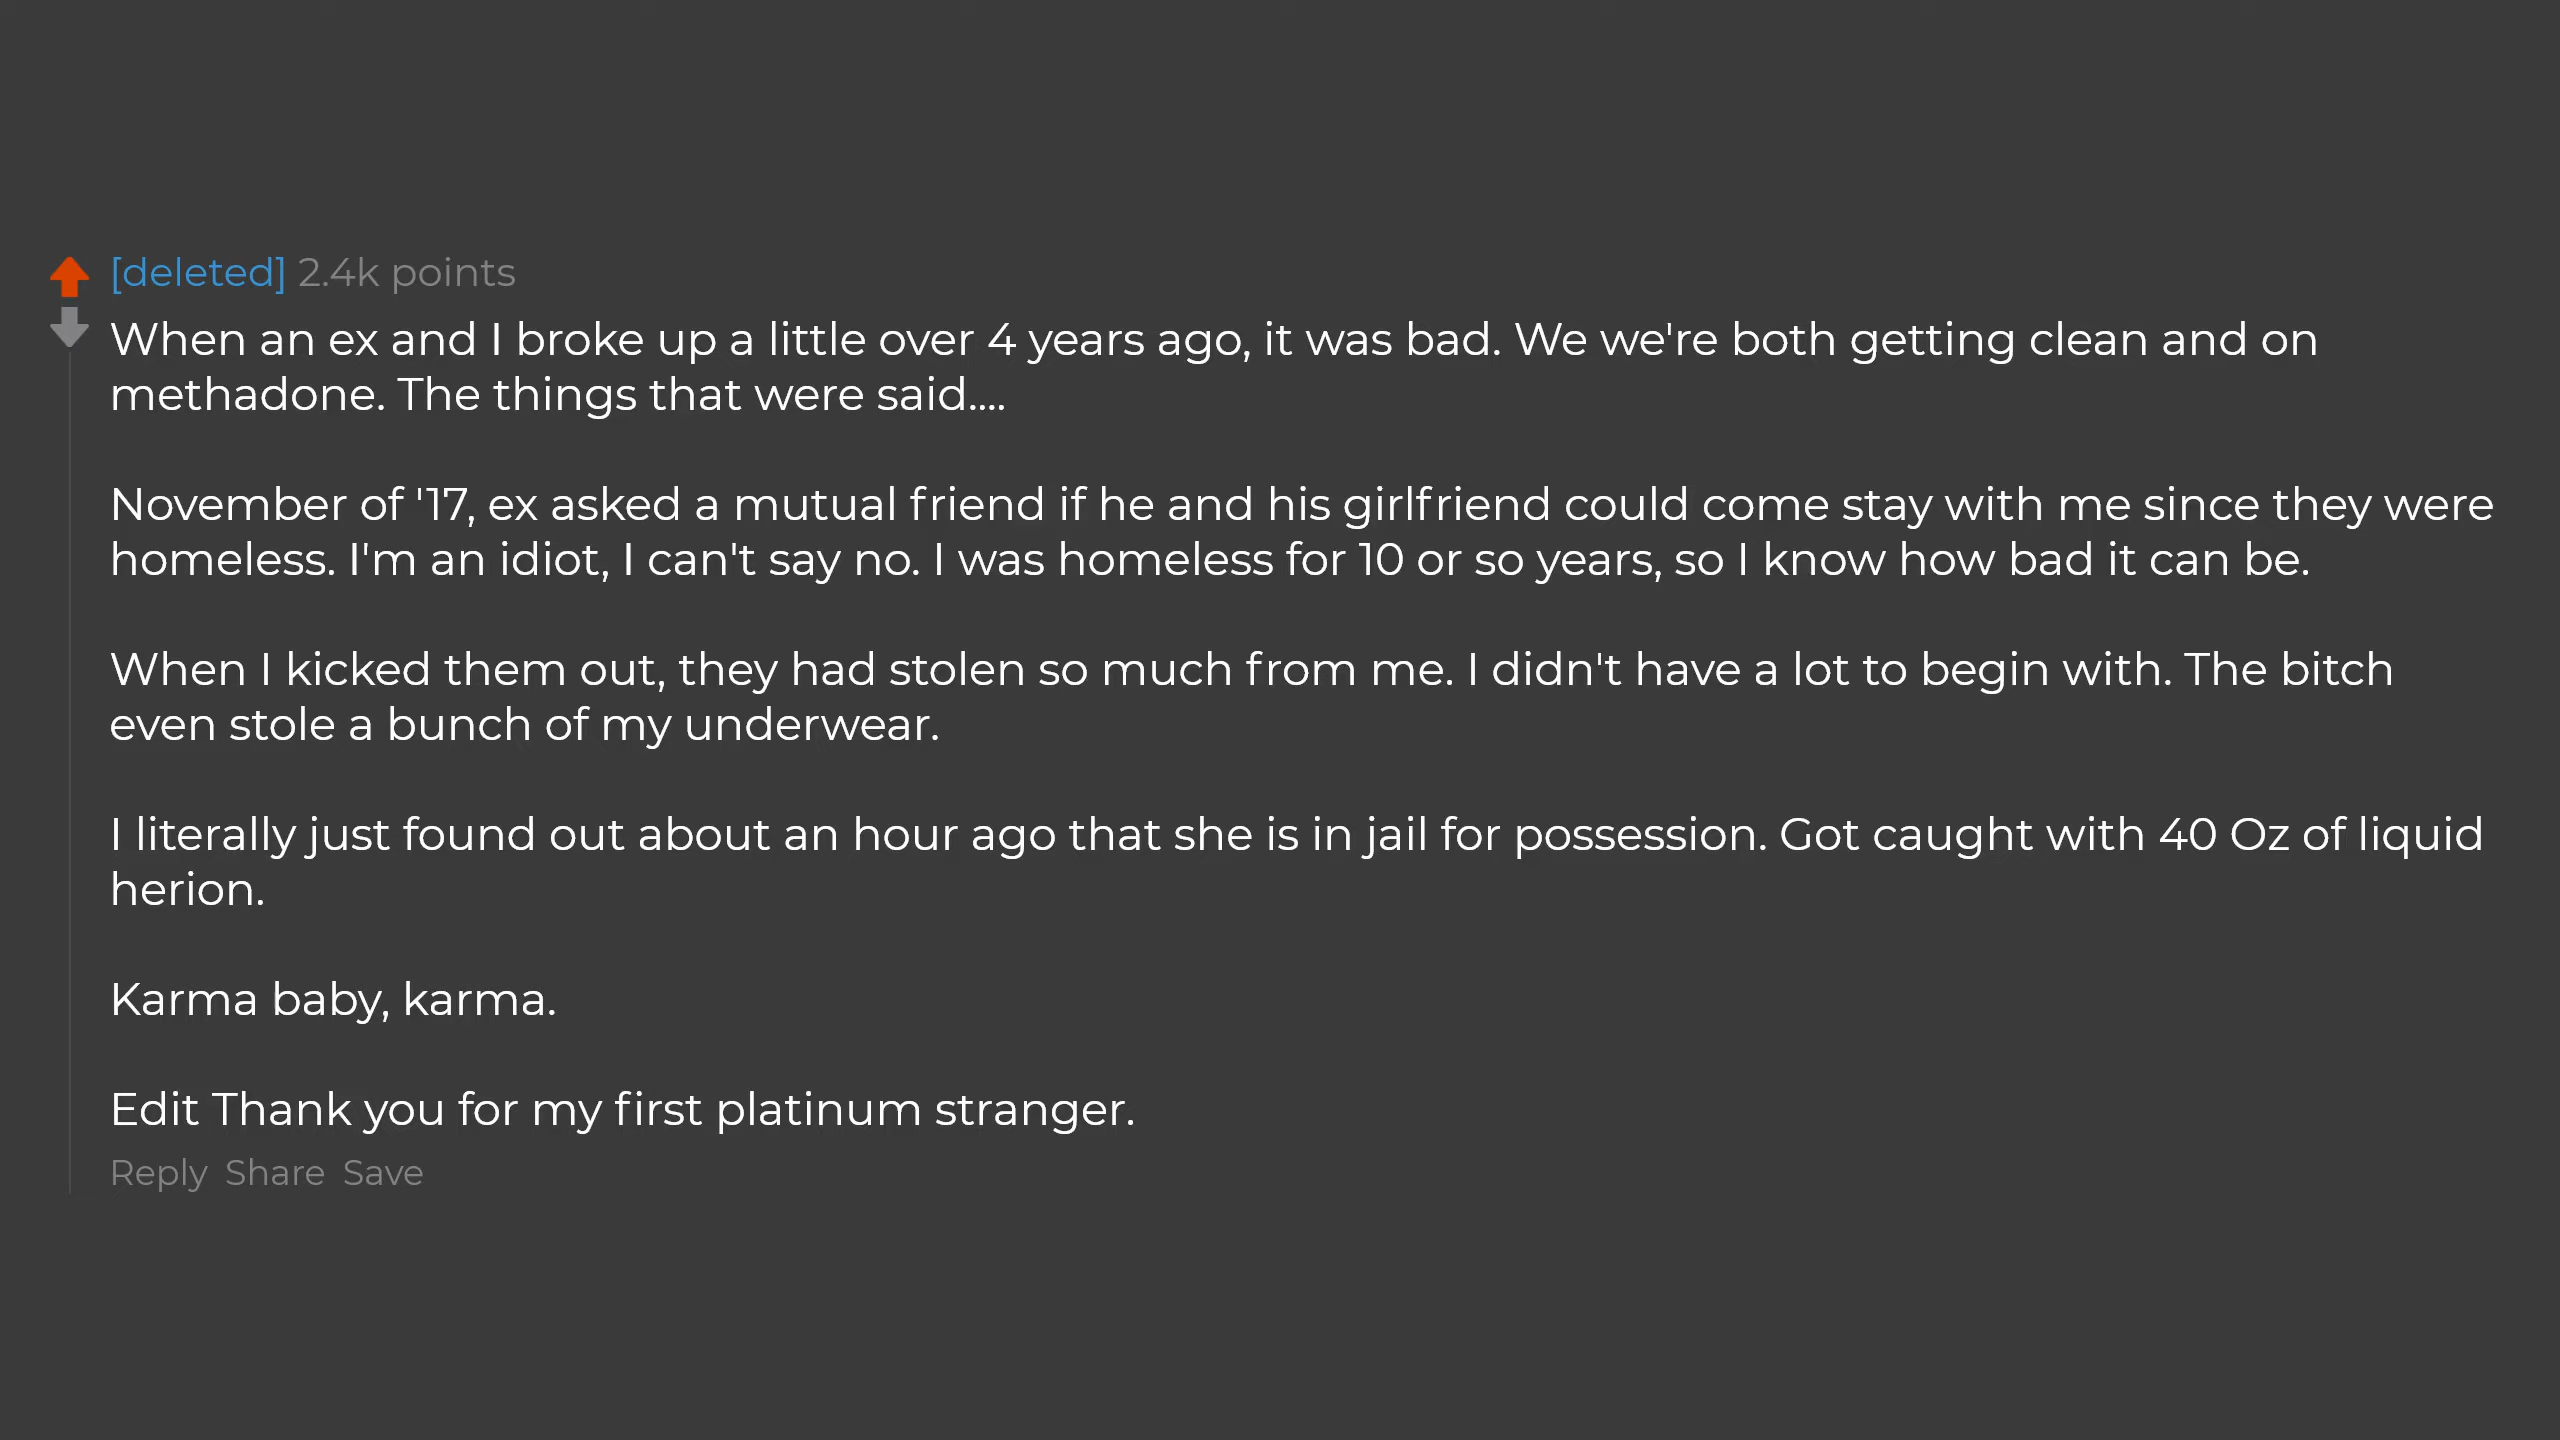 [deleted] 2.4k points
When an ex and I broke up a little over 4 years ago, it was bad. We we're both getting clean and on
methadone. The things that were said....
November of '17, ex asked a mutual friend if he and his girlfriend could come stay with me since they were
homeless. I'm an idiot, I can't say no. I was homeless for 10 or so years, so I know how bad it can be.
When I kicked them out, they had stolen so much from me. I didn't have a lot to begin with. The bitch
even stole a bunch of my underwear.
I literally just found out about an hour ago that she is in jail for possession. Got caught with 40 Oz of liquid
herion.
Karma baby, karma.
Edit Thank you for my first platinum stranger.
Reply Share Save